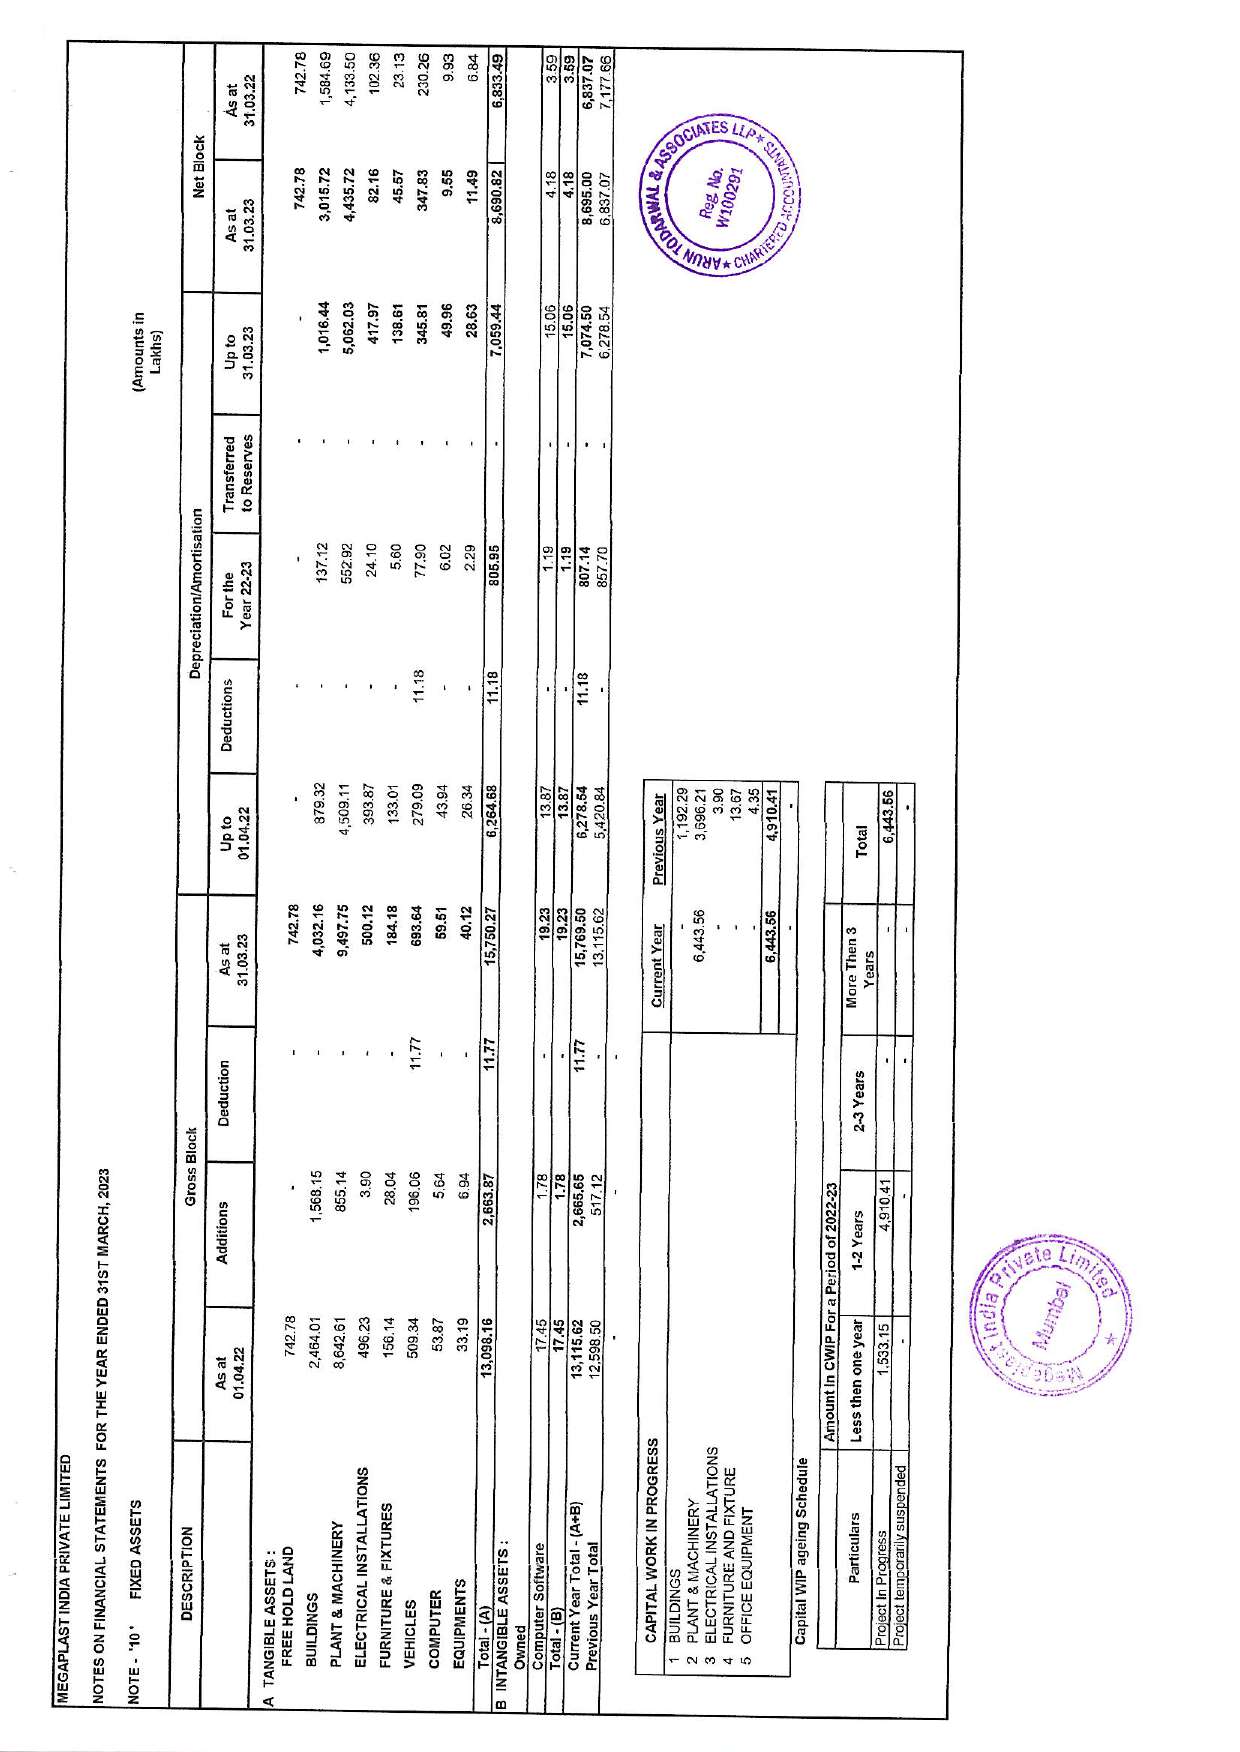 MEGAPLAST INDIA PRIVATE LIMITED
NOTES ON FINANCIAL STATEMENTS FOR THE YEAR ENDED 31ST MARCH, 2023
NOTE - '10 ' FIXED ASSETS
(Amounts in
Lakhs)
DESCRIPTION Gross Block Depreciation/Amortisation Net Block
As at 01.04.22 Additions Deduction As at 31.03.23 Up to 01.04.22 Deductions For the Year 22-23 Transferred to Reserves Up to 31.03.23 As at 31.03.23 As at 31.03.22
A TANGIBLE ASSETS :
FREE HOLD LAND 742.78 - - 742.78 - - - - - 742.78 742.78
BUILDINGS 2,464.01 1,568.15 - 4,032.16 879.32 - 137.12 - 1,016.44 3,015.72 1,584.69
PLANT & MACHINERY 8,642.61 855.14 - 9,497.75 4,509.11 - 552.92 - 5,062.03 4,435.72 4,133.50
ELECTRICAL INSTALLATIONS 496.23 3.90 - 500.12 393.87 - 24.10 - 417.97 82.16 102.36
FURNITURE & FIXTURES 156.14 28.04 - 184.18 133.01 - 5.60 - 138.61 45.57 23.13
VEHICLES 509.34 196.06 11.77 693.64 279.09 11.18 77.90 - 345.81 347.83 230.26
COMPUTER 53.87 5.64 - 59.51 43.94 - 6.02 - 49.96 9.55 9.93
EQUIPMENTS 33.19 6.94 - 40.12 26.34 - 2.29 - 28.63 11.49 6.84
Total - (A) 13,098.16 2,663.87 11.77 15,750.27 6,264.68 11.18 805.95 - 7,059.44 8,690.82 6,833.49
B INTANGIBLE ASSETS :
Owned
Computer Software 17.45 1.78 - 19.23 13.87 - 1.19 - 15.06 4.18 3.59
Total - (B) 17.45 1.78 - 19.23 13.87 - 1.19 - 15.06 4.18 3.59
Current Year Total - (A+B) 13,115.62 2,665.65 11.77 15,769.50 6,278.54 11.18 807.14 - 7,074.50 8,695.00 6,837.07
Previous Year Total 12,598.50 517.12 - 13,115.62 5,420.84 - 857.70 - 6,278.54 6,837.07 7,177.66
- - -
CAPITAL WORK IN PROGRESS Current Year Previous Year
1 BUILDINGS - 1,192.29
2 PLANT & MACHINERY 6,443.56 3,696.21
3 ELECTRICAL INSTALLATIONS - 3.90
4 FURNITURE AND FIXTURE - 13.67
5 OFFICE EQUIPMENT - 4.35
6,443.56 4,910.41
- -
Capital WIP ageing Schedule
Amount in CWIP For a Period of 2022-23
Particulars Less then one year 1-2 Years 2-3 Years More Then 3 Years Total
Project In Progress 1,533.15 4,910.41 - - 6,443.56
Project temporarily suspended - - - - -
ARUN TODARWAL & ASSOCIATES LLP
CHARTERED ACCOUNTANTS
Reg. No.
W100291
Megaplast India Private Limited
Mumbai